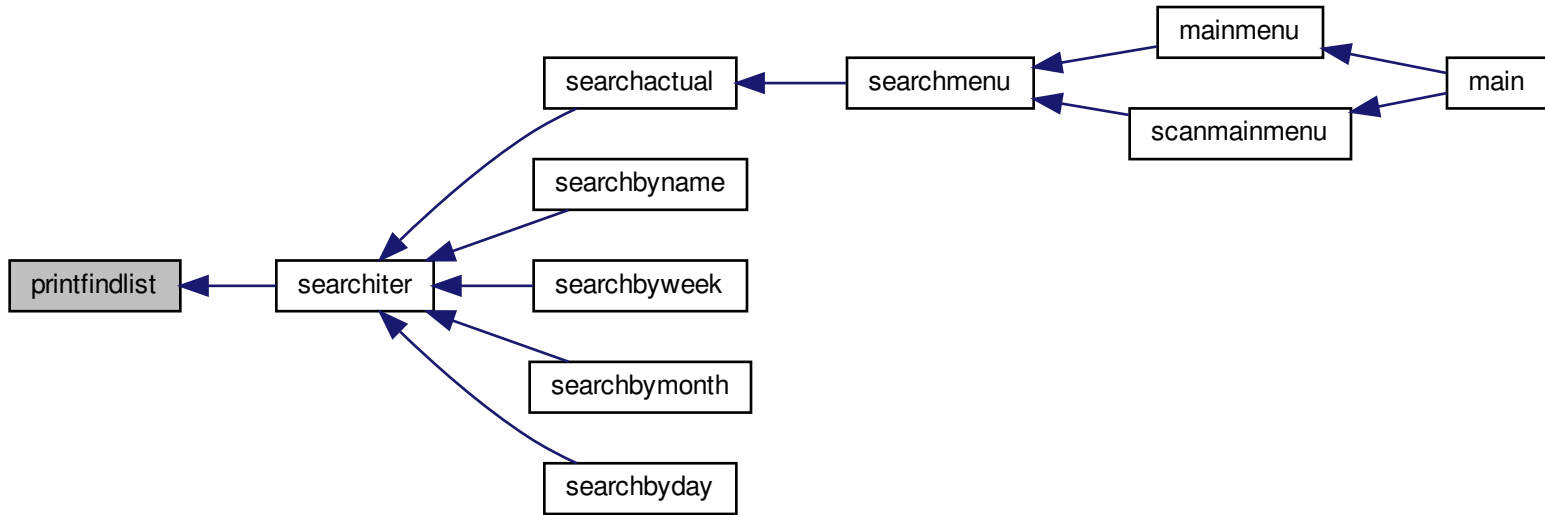 mainmenu
searchactual
searchmenu
main
scanmainmenu
searchbyname
printfindlist
searchiter
searchbyweek
searchbymonth
searchbyday